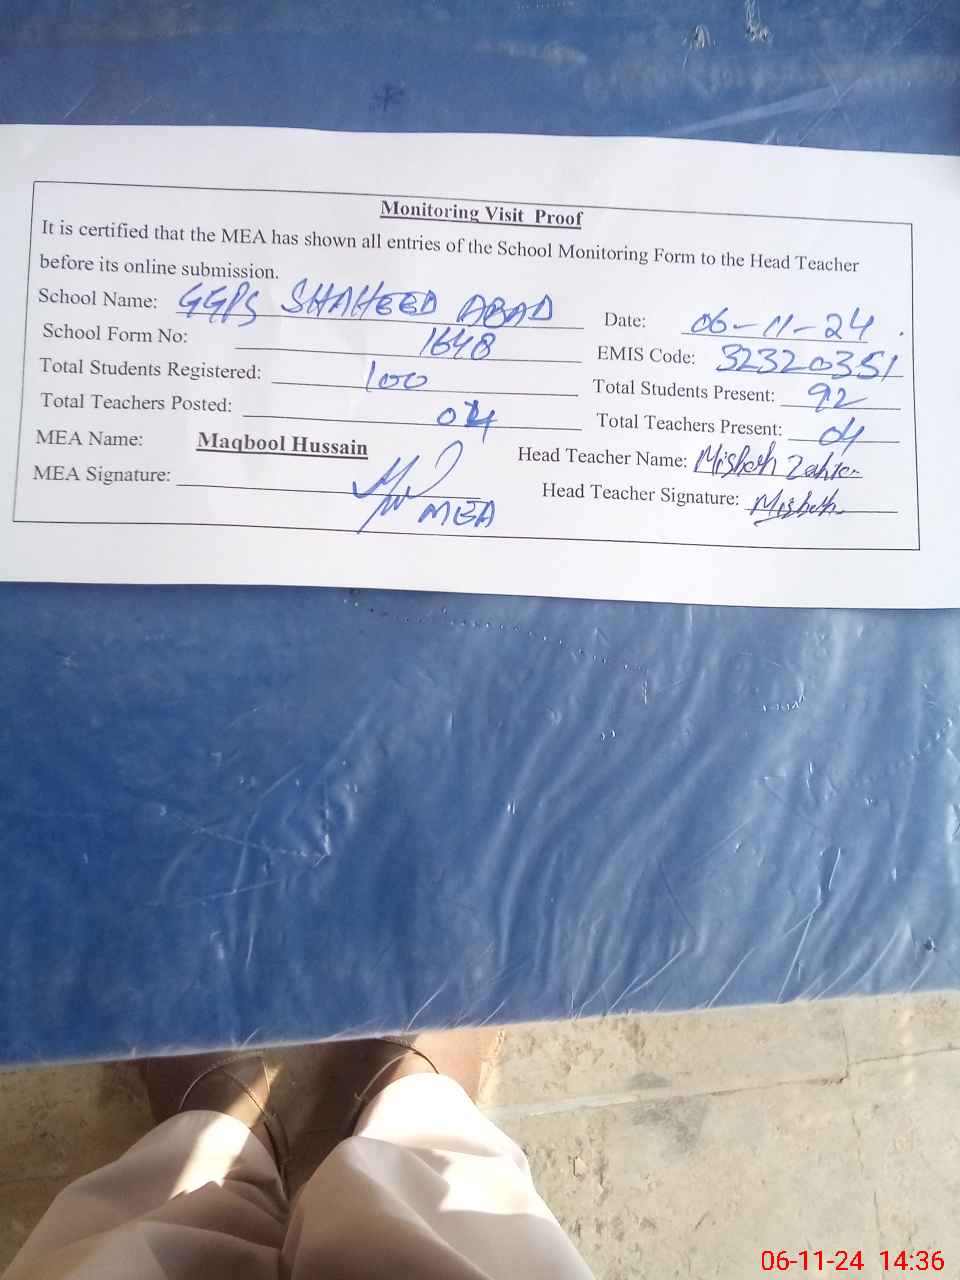 Monitoring Visit Proof
It is certified that the MEA has shown all entries of the School Monitoring Form to the Head Teacher
before its online submission.
School Name: GGPS SHAHEED ABAD Date: 06-11-24
School Form No: 1648 EMIS Code: 32320351
Total Students Registered: 100 Total Students Present: 92
Total Teachers Posted: 04 Total Teachers Present: 04
MEA Name: Maqbool Hussain Head Teacher Name:
MEA Signature: MEA Head Teacher Signature:
06-11-24 14:36